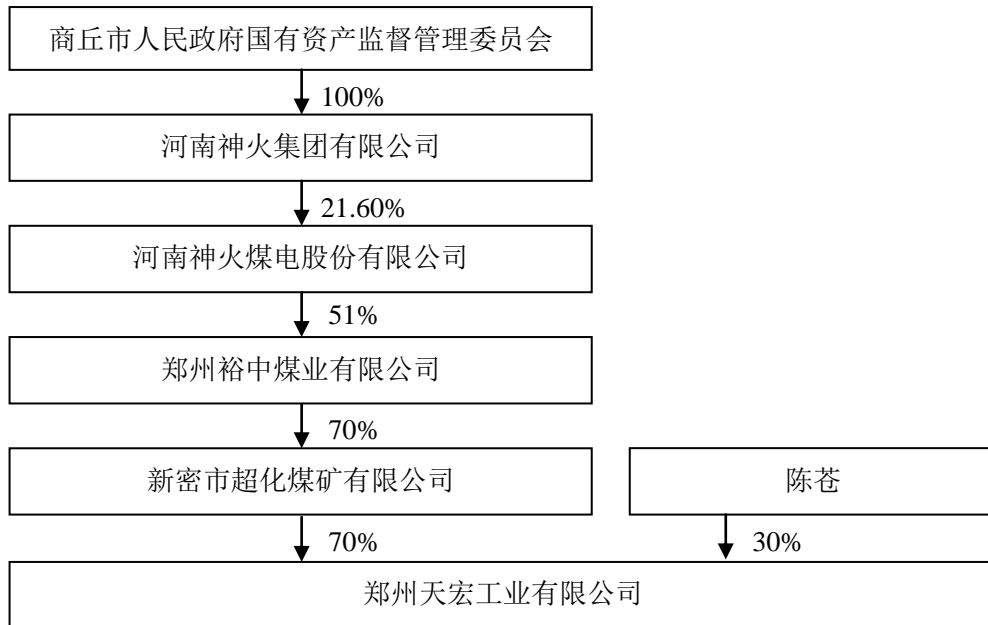 商丘市人民政府国有资产监督管理委员会
100%
河南神火集团有限公司
21.60%
河南神火煤电股份有限公司
51%
郑州裕中煤业有限公司
70%
新密市超化煤矿有限公司
陈苍
70%
30%
郑州天宏工业有限公司